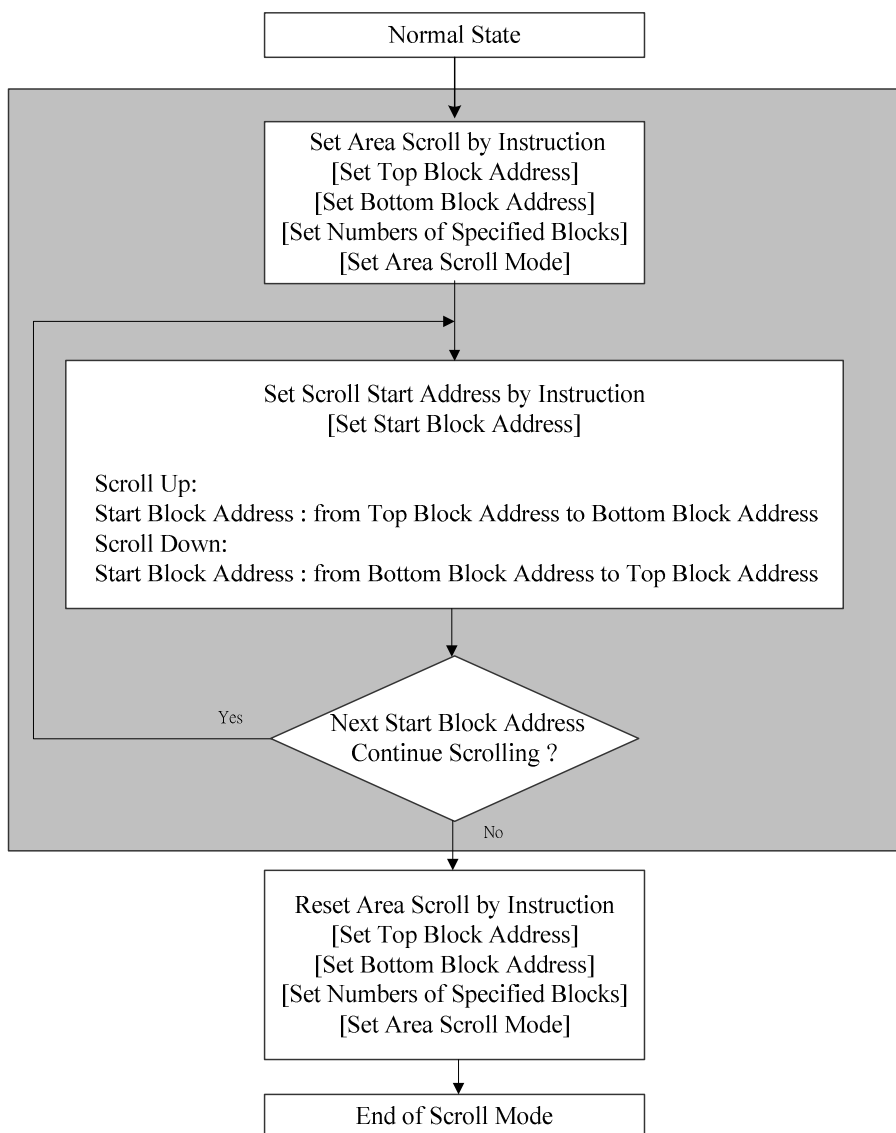 Normal State
Set Area Scroll by Instruction
[Set Top Block Address]
[Set Bottom Block Address]
[Set Numbers of Specified Blocks]
[Set Area Scroll Mode]
Set Scroll Start Address by Instruction
[Set Start Block Address]
Scroll Up:
Start Block Address : from Top Block Address to Bottom Block Address
Scroll Down:
Start Block Address : from Bottom Block Address to Top Block Address
Next Start Block Address
Continue Scrolling ?
Yes
No
Reset Area Scroll by Instruction
[Set Top Block Address]
[Set Bottom Block Address]
[Set Numbers of Specified Blocks]
[Set Area Scroll Mode]
End of Scroll Mode